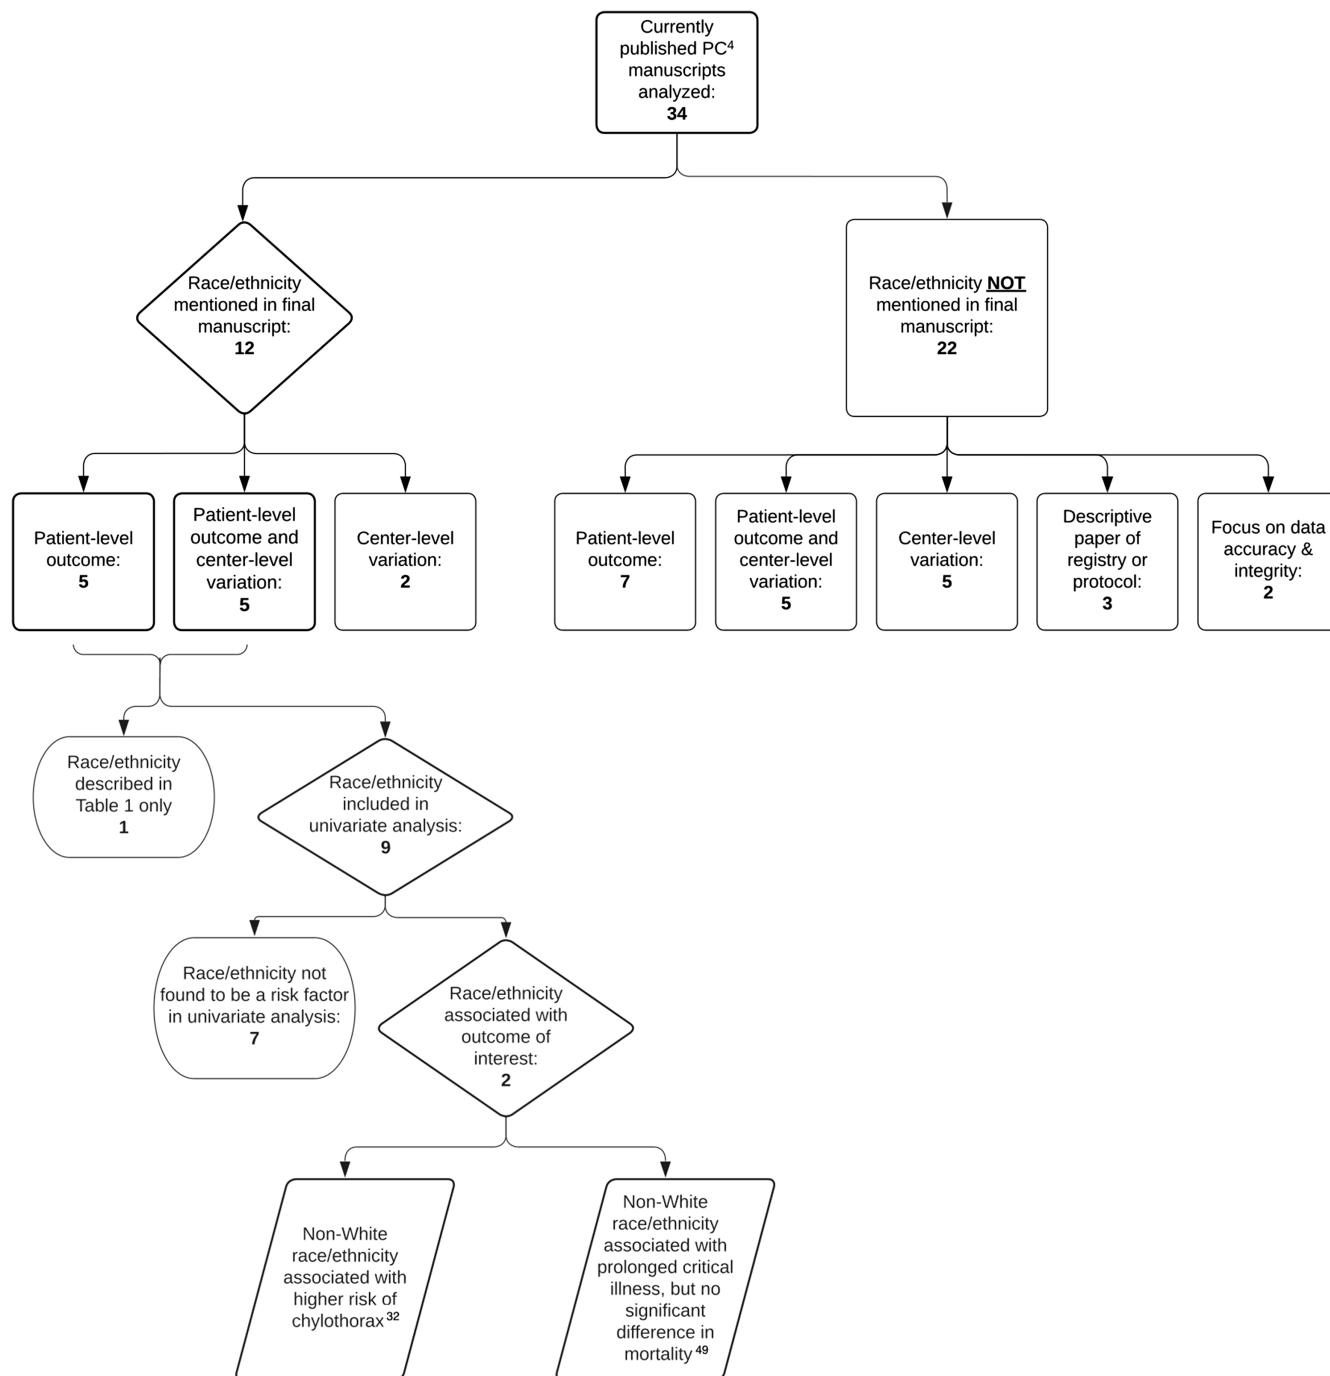 Currently
published PC⁴
manuscripts
analyzed:
34
Race/ethnicity
mentioned in final
manuscript:
12
Race/ethnicity NOT
mentioned in final
manuscript:
22
Patient-level
outcome:
5
Patient-level
outcome and
center-level
variation:
5
Center-level
variation:
2
Patient-level
outcome:
7
Patient-level
outcome and
center-level
variation:
5
Center-level
variation:
5
Descriptive
paper of
registry or
protocol:
3
Focus on data
accuracy &
integrity:
2
Race/ethnicity
described in
Table 1 only
1
Race/ethnicity
included in
univariate analysis:
9
Race/ethnicity not
found to be a risk factor
in univariate analysis:
7
Race/ethnicity
associated with
outcome of
interest:
2
Non-White
race/ethnicity
associated with
higher risk of
chylothorax³²
Non-White
race/ethnicity
associated with
prolonged critical
illness, but no
significant
difference in
mortality⁴⁹